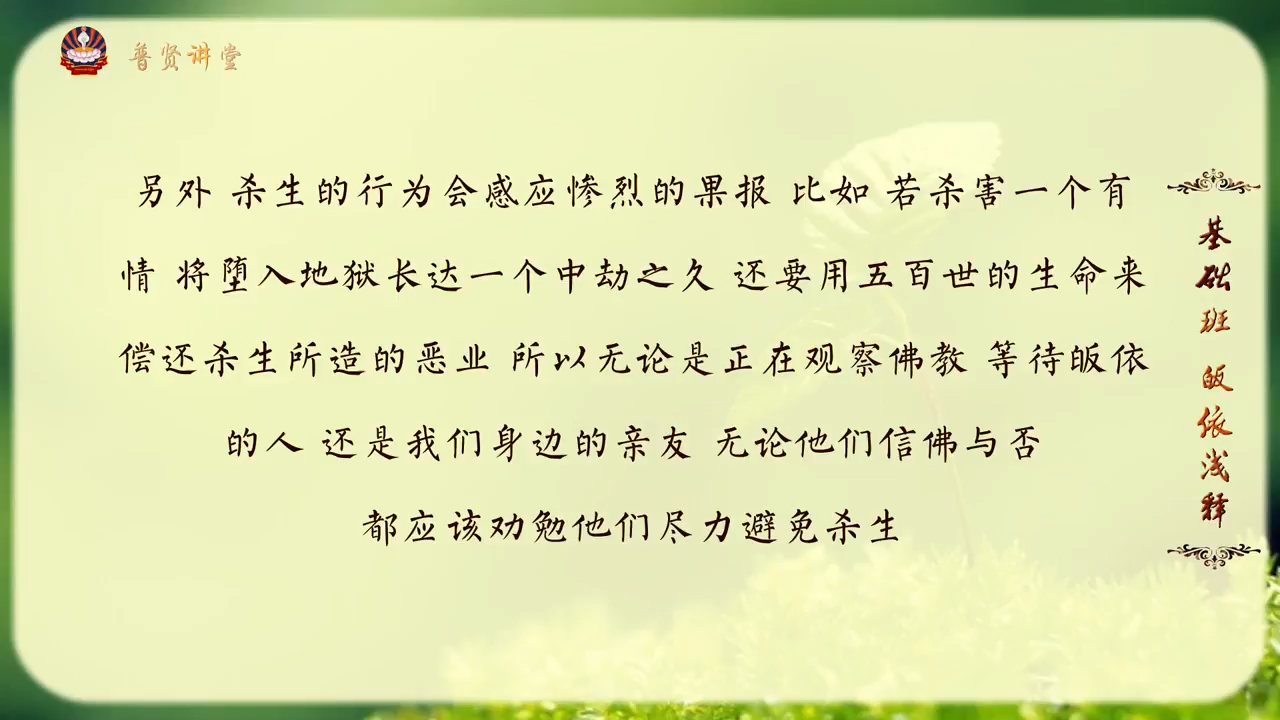 普贤讲堂
另外 杀生的行为会感应惨烈的果报 比如 若杀害一个有
情 将堕入地狱长达一个中劫之久 还要用五百世的生命来
偿还杀生所造的恶业 所以无论是正在观察佛教 等待皈依
的人 还是我们身边的亲友 无论他们信佛与否
都应该劝勉他们尽力避免杀生
基础班 皈依浅释